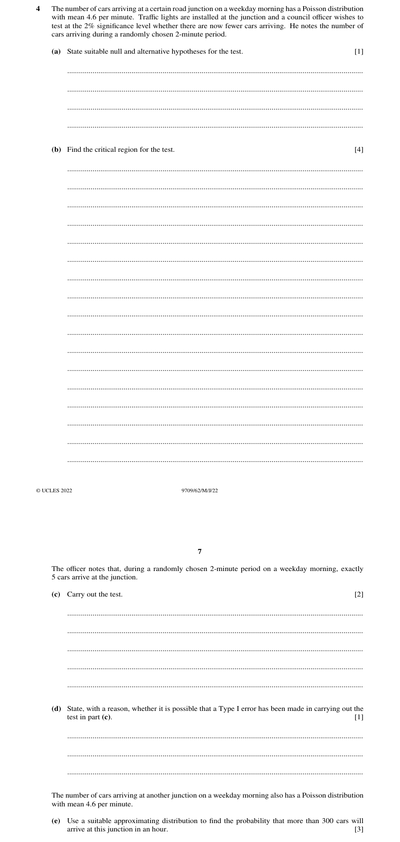 4 The number of cars arriving at a certain road junction on a weekday morning has a Poisson distribution
with mean 4.6 per minute. Traffic lights are installed at the junction and a council officer wishes to
test at the 2% significance level whether there are now fewer cars arriving. He notes the number of
cars arriving during a randomly chosen 2-minute period.
(a) State suitable null and alternative hypotheses for the test. [1]
(b) Find the critical region for the test. [4]
© UCLES 2022 9709/62/M/J/22
7
The officer notes that, during a randomly chosen 2-minute period on a weekday morning, exactly
5 cars arrive at the junction.
(c) Carry out the test. [2]
(d) State, with a reason, whether it is possible that a Type I error has been made in carrying out the
test in part (c). [1]
The number of cars arriving at another junction on a weekday morning also has a Poisson distribution
with mean 4.6 per minute.
(e) Use a suitable approximating distribution to find the probability that more than 300 cars will
arrive at this junction in an hour. [3]